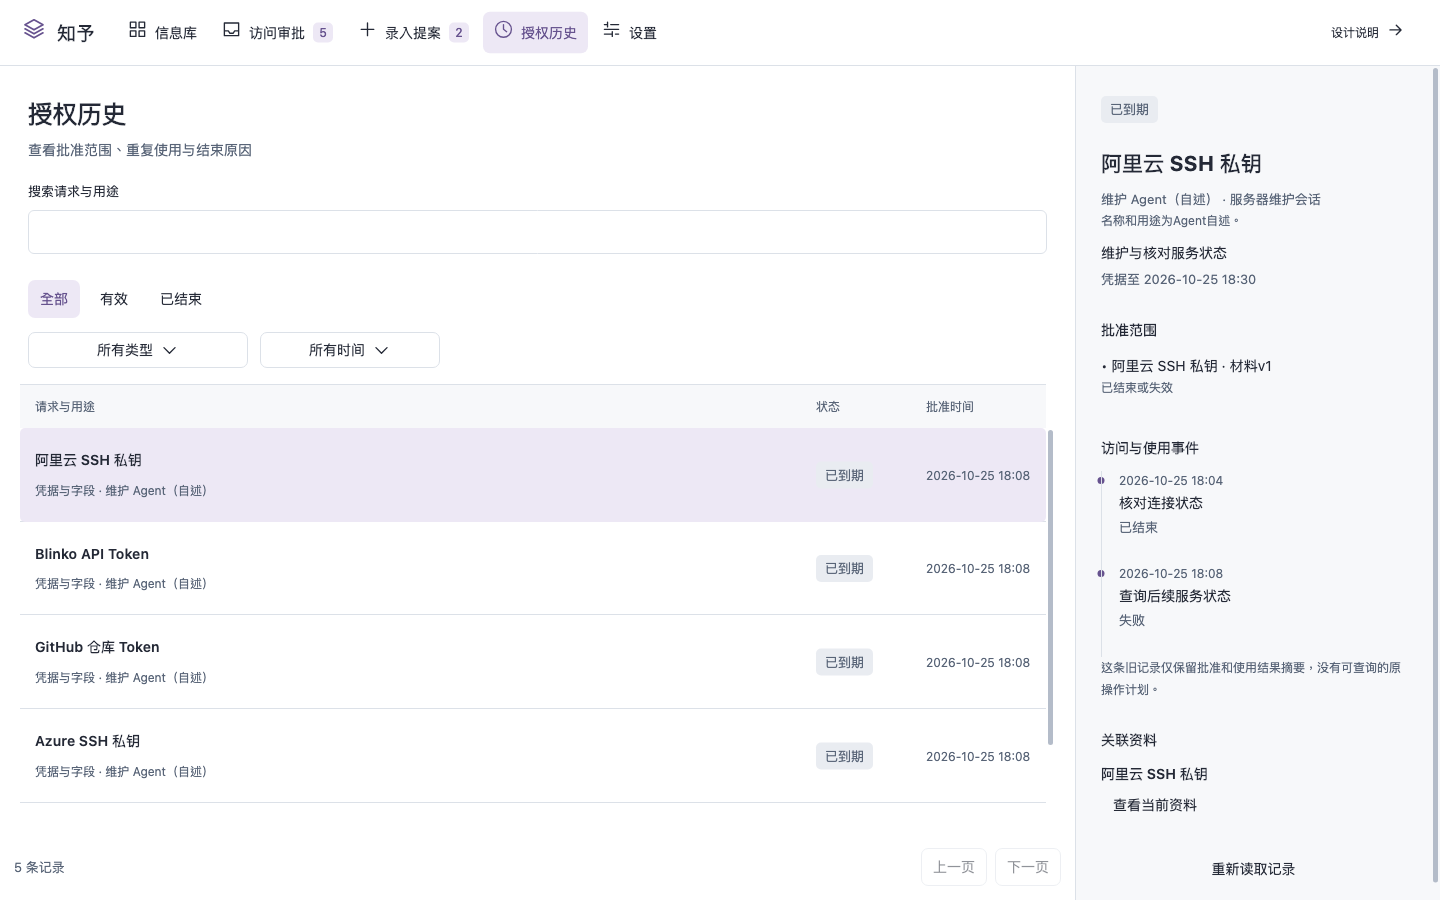 知予
信息库
访问审批 5
录入提案 2
授权历史
设置
设计说明
授权历史
查看批准范围、重复使用与结束原因
搜索请求与用途
全部
有效
已结束
所有类型
所有时间
请求与用途 状态 批准时间
阿里云 SSH 私钥
凭据与字段 · 维护 Agent（自述）
已到期
2026-10-25 18:08
Blinko API Token
凭据与字段 · 维护 Agent（自述）
已到期
2026-10-25 18:08
GitHub 仓库 Token
凭据与字段 · 维护 Agent（自述）
已到期
2026-10-25 18:08
Azure SSH 私钥
凭据与字段 · 维护 Agent（自述）
已到期
2026-10-25 18:08
5 条记录
上一页
下一页
已到期
阿里云 SSH 私钥
维护 Agent（自述） · 服务器维护会话
名称和用途为Agent自述。
维护与核对服务状态
凭据至 2026-10-25 18:30
批准范围
• 阿里云 SSH 私钥 · 材料v1
已结束或失效
访问与使用事件
2026-10-25 18:04
核对连接状态
已结束
2026-10-25 18:08
查询后续服务状态
失败
这条旧记录仅保留批准和使用结果摘要，没有可查询的原
操作计划。
关联资料
阿里云 SSH 私钥
查看当前资料
重新读取记录